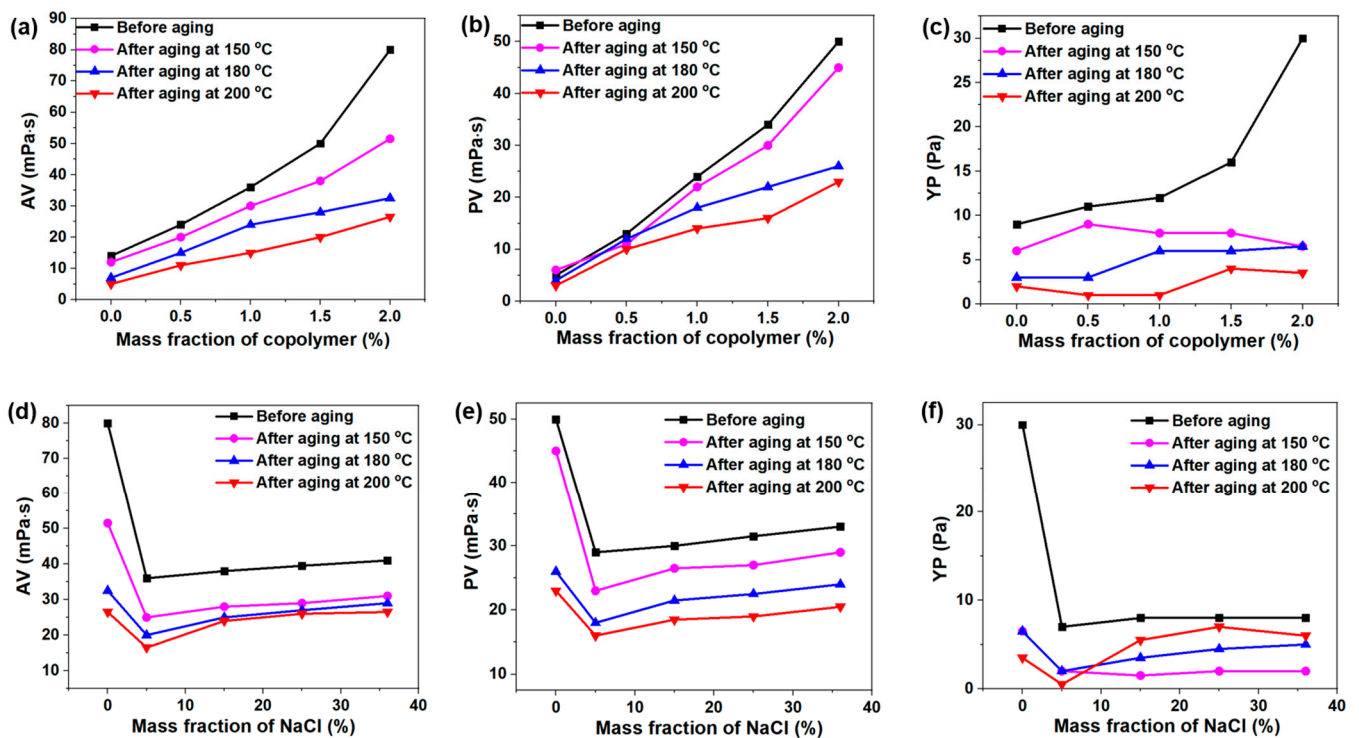 (a)
Before aging
After aging at 150 °C
After aging at 180 °C
After aging at 200 °C
AV (mPa·s)
90
80
70
60
50
40
30
20
10
0
0.0 0.5 1.0 1.5 2.0
Mass fraction of copolymer (%)
(b)
Before aging
After aging at 150 °C
After aging at 180 °C
After aging at 200 °C
PV (mPa·s)
50
40
30
20
10
0
0.0 0.5 1.0 1.5 2.0
Mass fraction of copolymer (%)
(c)
Before aging
After aging at 150 °C
After aging at 180 °C
After aging at 200 °C
YP (Pa)
30
25
20
15
10
5
0
0.0 0.5 1.0 1.5 2.0
Mass fraction of copolymer (%)
(d)
Before aging
After aging at 150 °C
After aging at 180 °C
After aging at 200 °C
AV (mPa·s)
80
70
60
50
40
30
20
10
0 10 20 30 40
Mass fraction of NaCl (%)
(e)
Before aging
After aging at 150 °C
After aging at 180 °C
After aging at 200 °C
PV (mPa·s)
50
40
30
20
10
0 10 20 30 40
Mass fraction of NaCl (%)
(f)
Before aging
After aging at 150 °C
After aging at 180 °C
After aging at 200 °C
YP (Pa)
30
20
10
0
0 10 20 30 40
Mass fraction of NaCl (%)